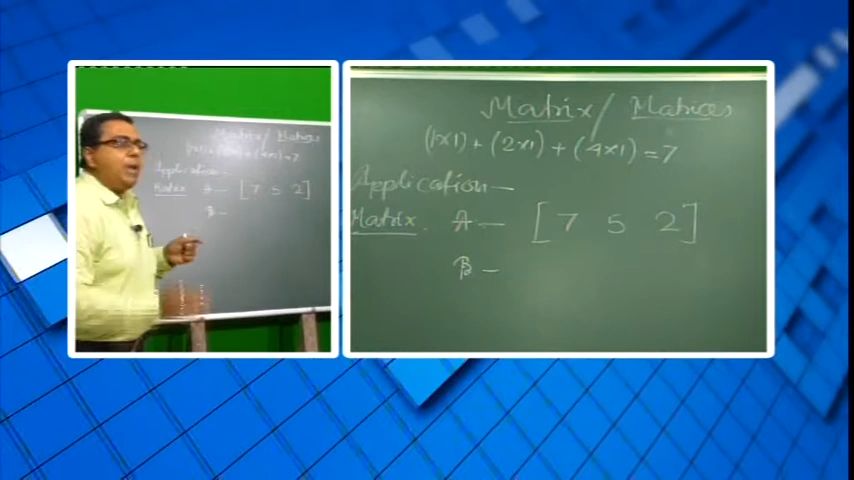 Matrix / Matrices
(1×1) + (2×1) + (4×1) = 7
Application —
Matrix. A — [7 5 2]
B —